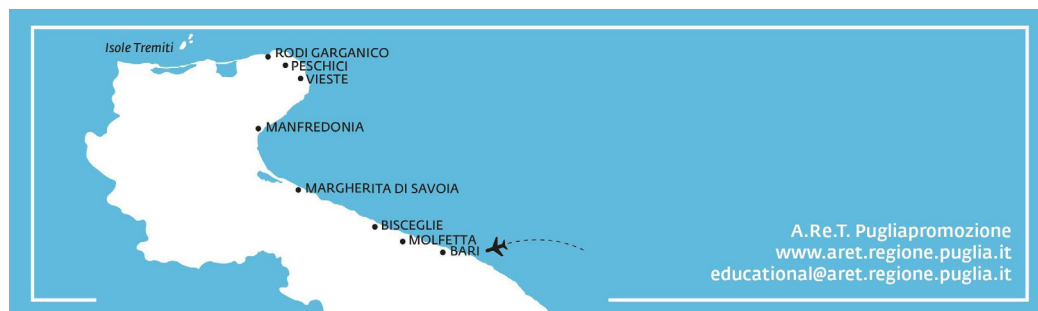 Isole Tremiti
RODI GARGANICO
PESCHICI
VIESTE
MANFREDONIA
MARGHERITA DI SAVOIA
BISCEGLIE
MOLFETTA
BARI
A.Re.T. Pugliapromozione
www.aret.regione.puglia.it
educational@aret.regione.puglia.it